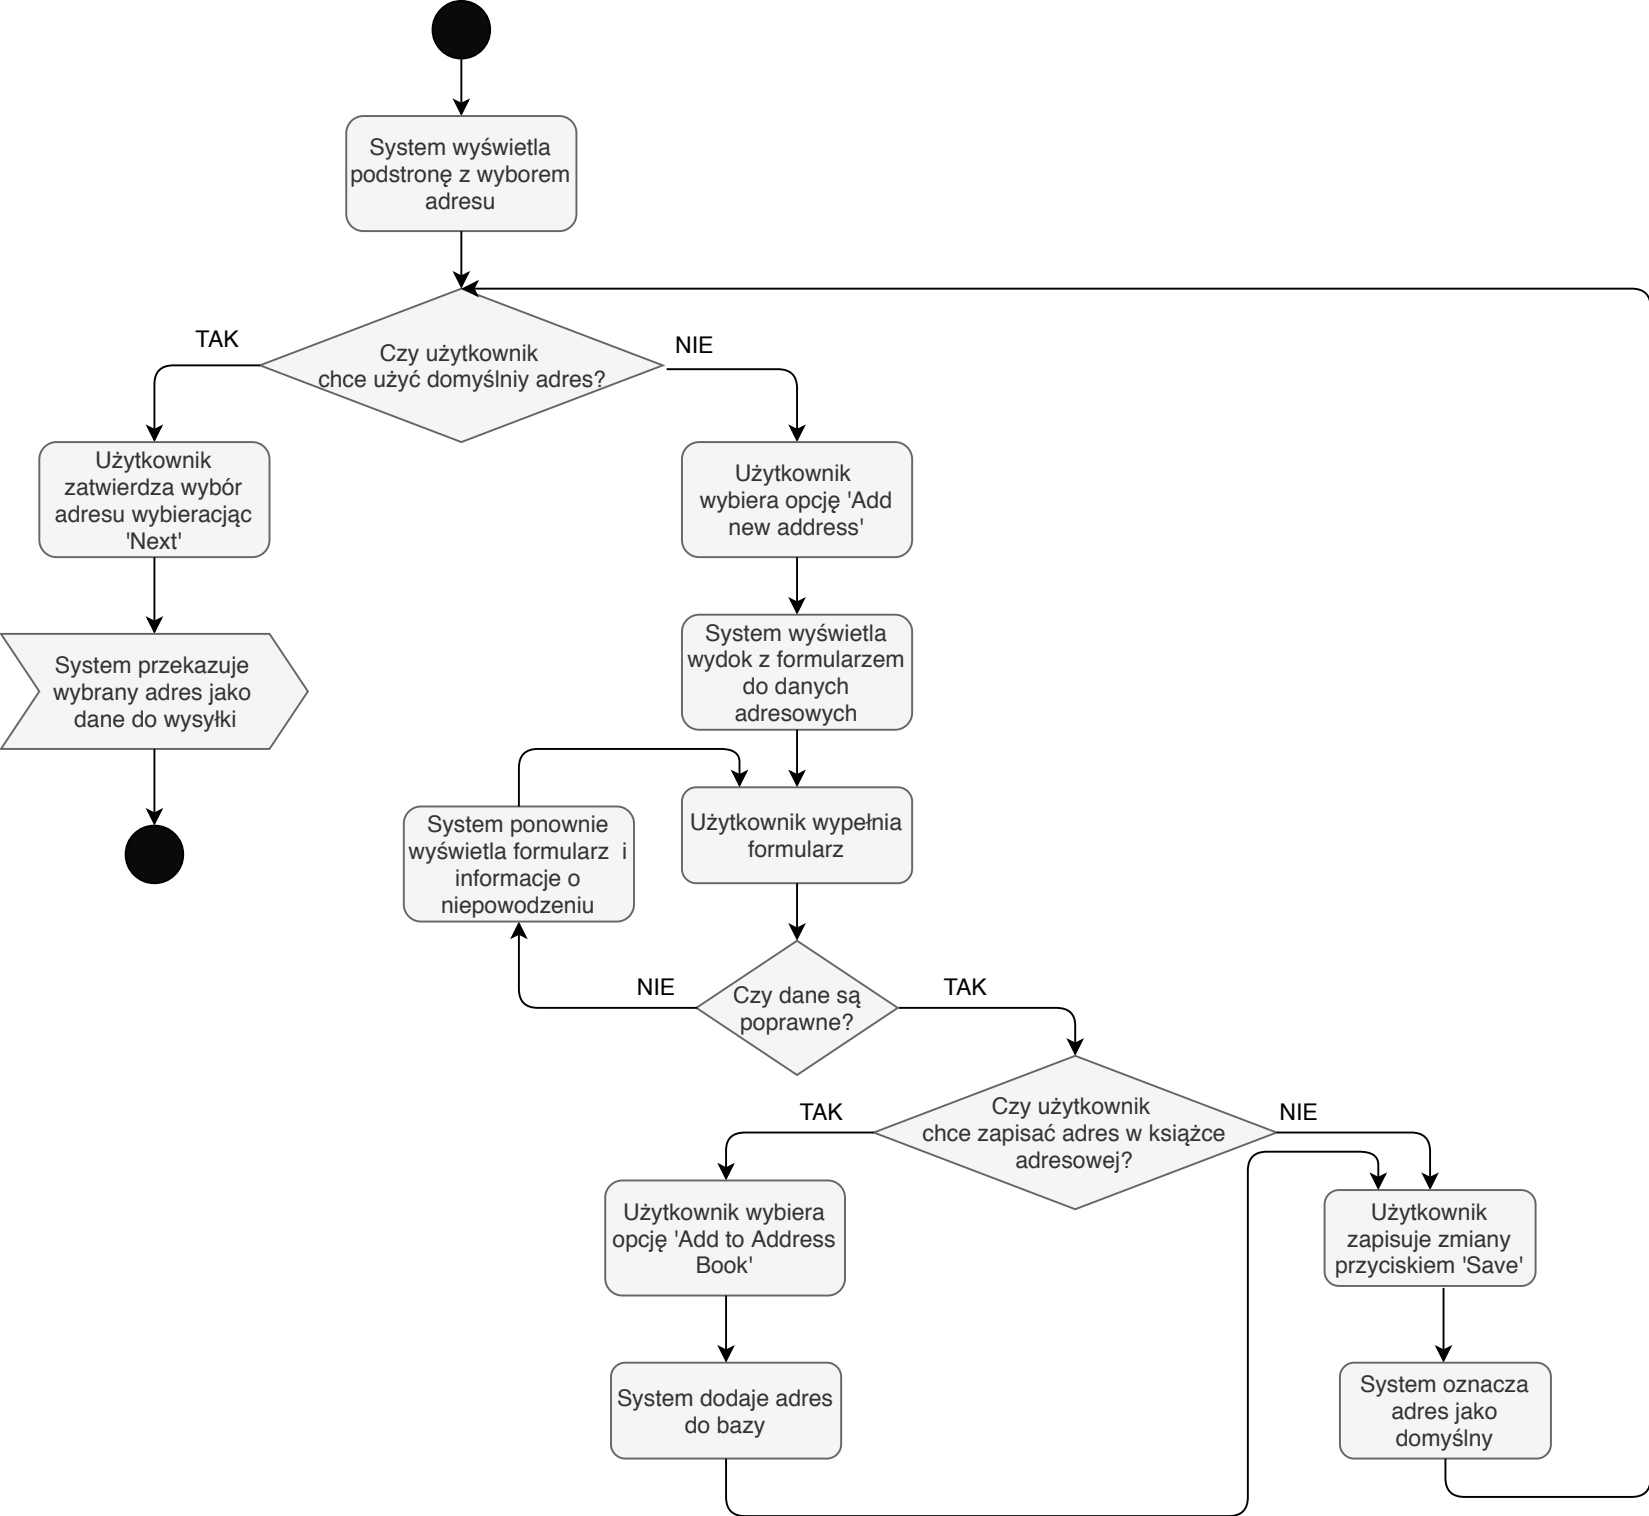 System wyświetla
podstronę z wyborem
adresu
TAK
NIE
Czy użytkownik
chce użyć domyślniy adres?
Użytkownik
zatwierdza wybór
adresu wybieracjąc
'Next'
Użytkownik
wybiera opcję 'Add
new address'
System przekazuje
wybrany adres jako
dane do wysyłki
System wyświetla
wydok z formularzem
do danych
adresowych
System ponownie
wyświetla formularz  i
informacje o
niepowodzeniu
Użytkownik wypełnia
formularz
NIE
TAK
Czy dane są
poprawne?
TAK
NIE
Czy użytkownik
chce zapisać adres w książce
adresowej?
Użytkownik wybiera
opcję 'Add to Address
Book'
Użytkownik
zapisuje zmiany
przyciskiem 'Save'
System dodaje adres
do bazy
System oznacza
adres jako
domyślny